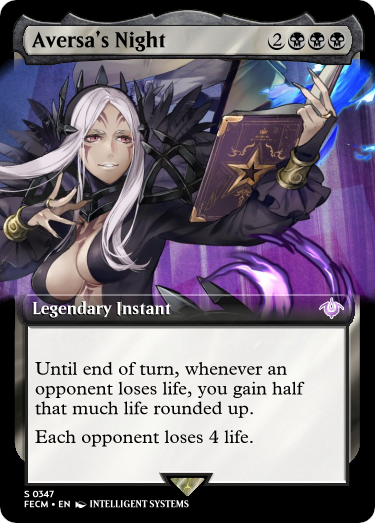 Aversa's Night 2
Legendary Instant
Until end of turn, whenever an
opponent loses life, you gain half
that much life rounded up.
Each opponent loses 4 life.
S 0347
FECM • EN INTELLIGENT SYSTEMS